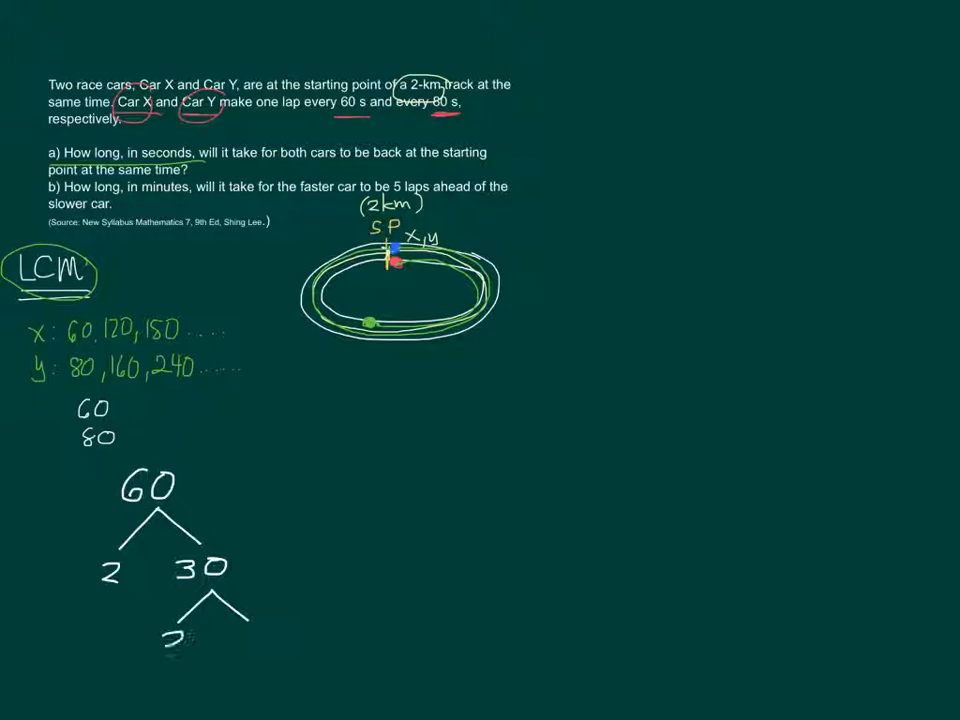 Two race cars, Car X and Car Y, are at the starting point of a 2-km track at the
same time. Car X and Car Y make one lap every 60 s and every 80 s,
respectively.
a) How long, in seconds, will it take for both cars to be back at the starting
point at the same time?
b) How long, in minutes, will it take for the faster car to be 5 laps ahead of the
slower car.
(Source: New Syllabus Mathematics 7, 9th Ed, Shing Lee.)
(2km)
SP
x,y
LCM
x: 60,120,180....
y: 80,160,240......
60
80
60
2 30
2